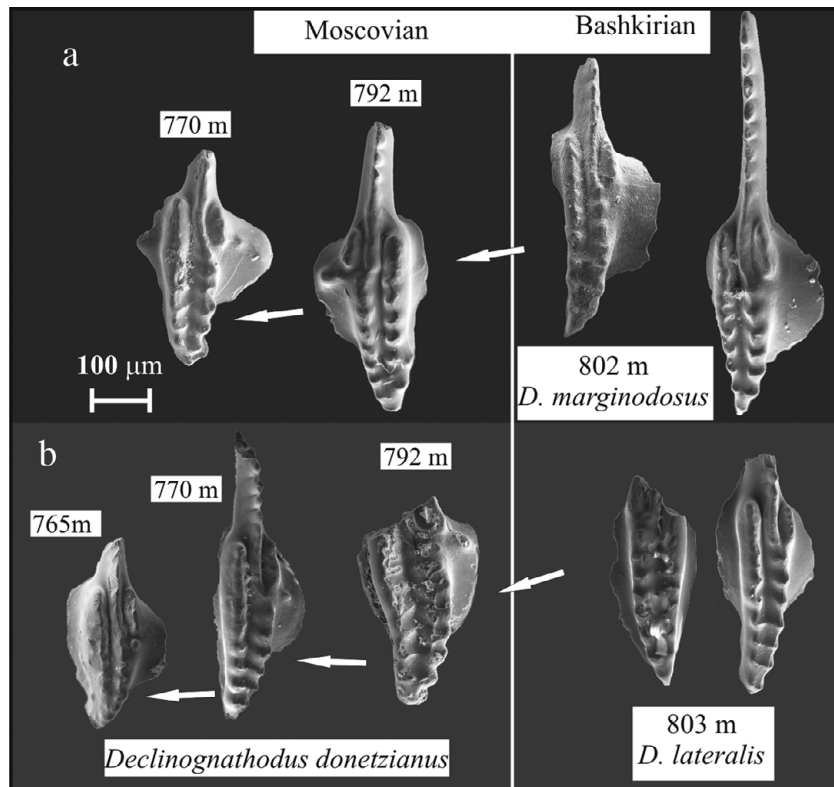 Moscovian
Bashkirian
a
770 m
792 m
802 m
D. marginodosus
100 μm
b
765m
770 m
792 m
803 m
D. lateralis
Declinognathodus donetzianus